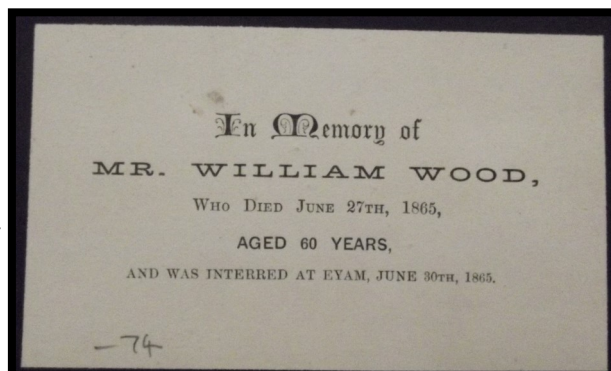 In Memory of
MR. WILLIAM WOOD,
WHO DIED JUNE 27TH, 1865,
AGED 60 YEARS,
AND WAS INTERRED AT EYAM, JUNE 30TH, 1865.
-74